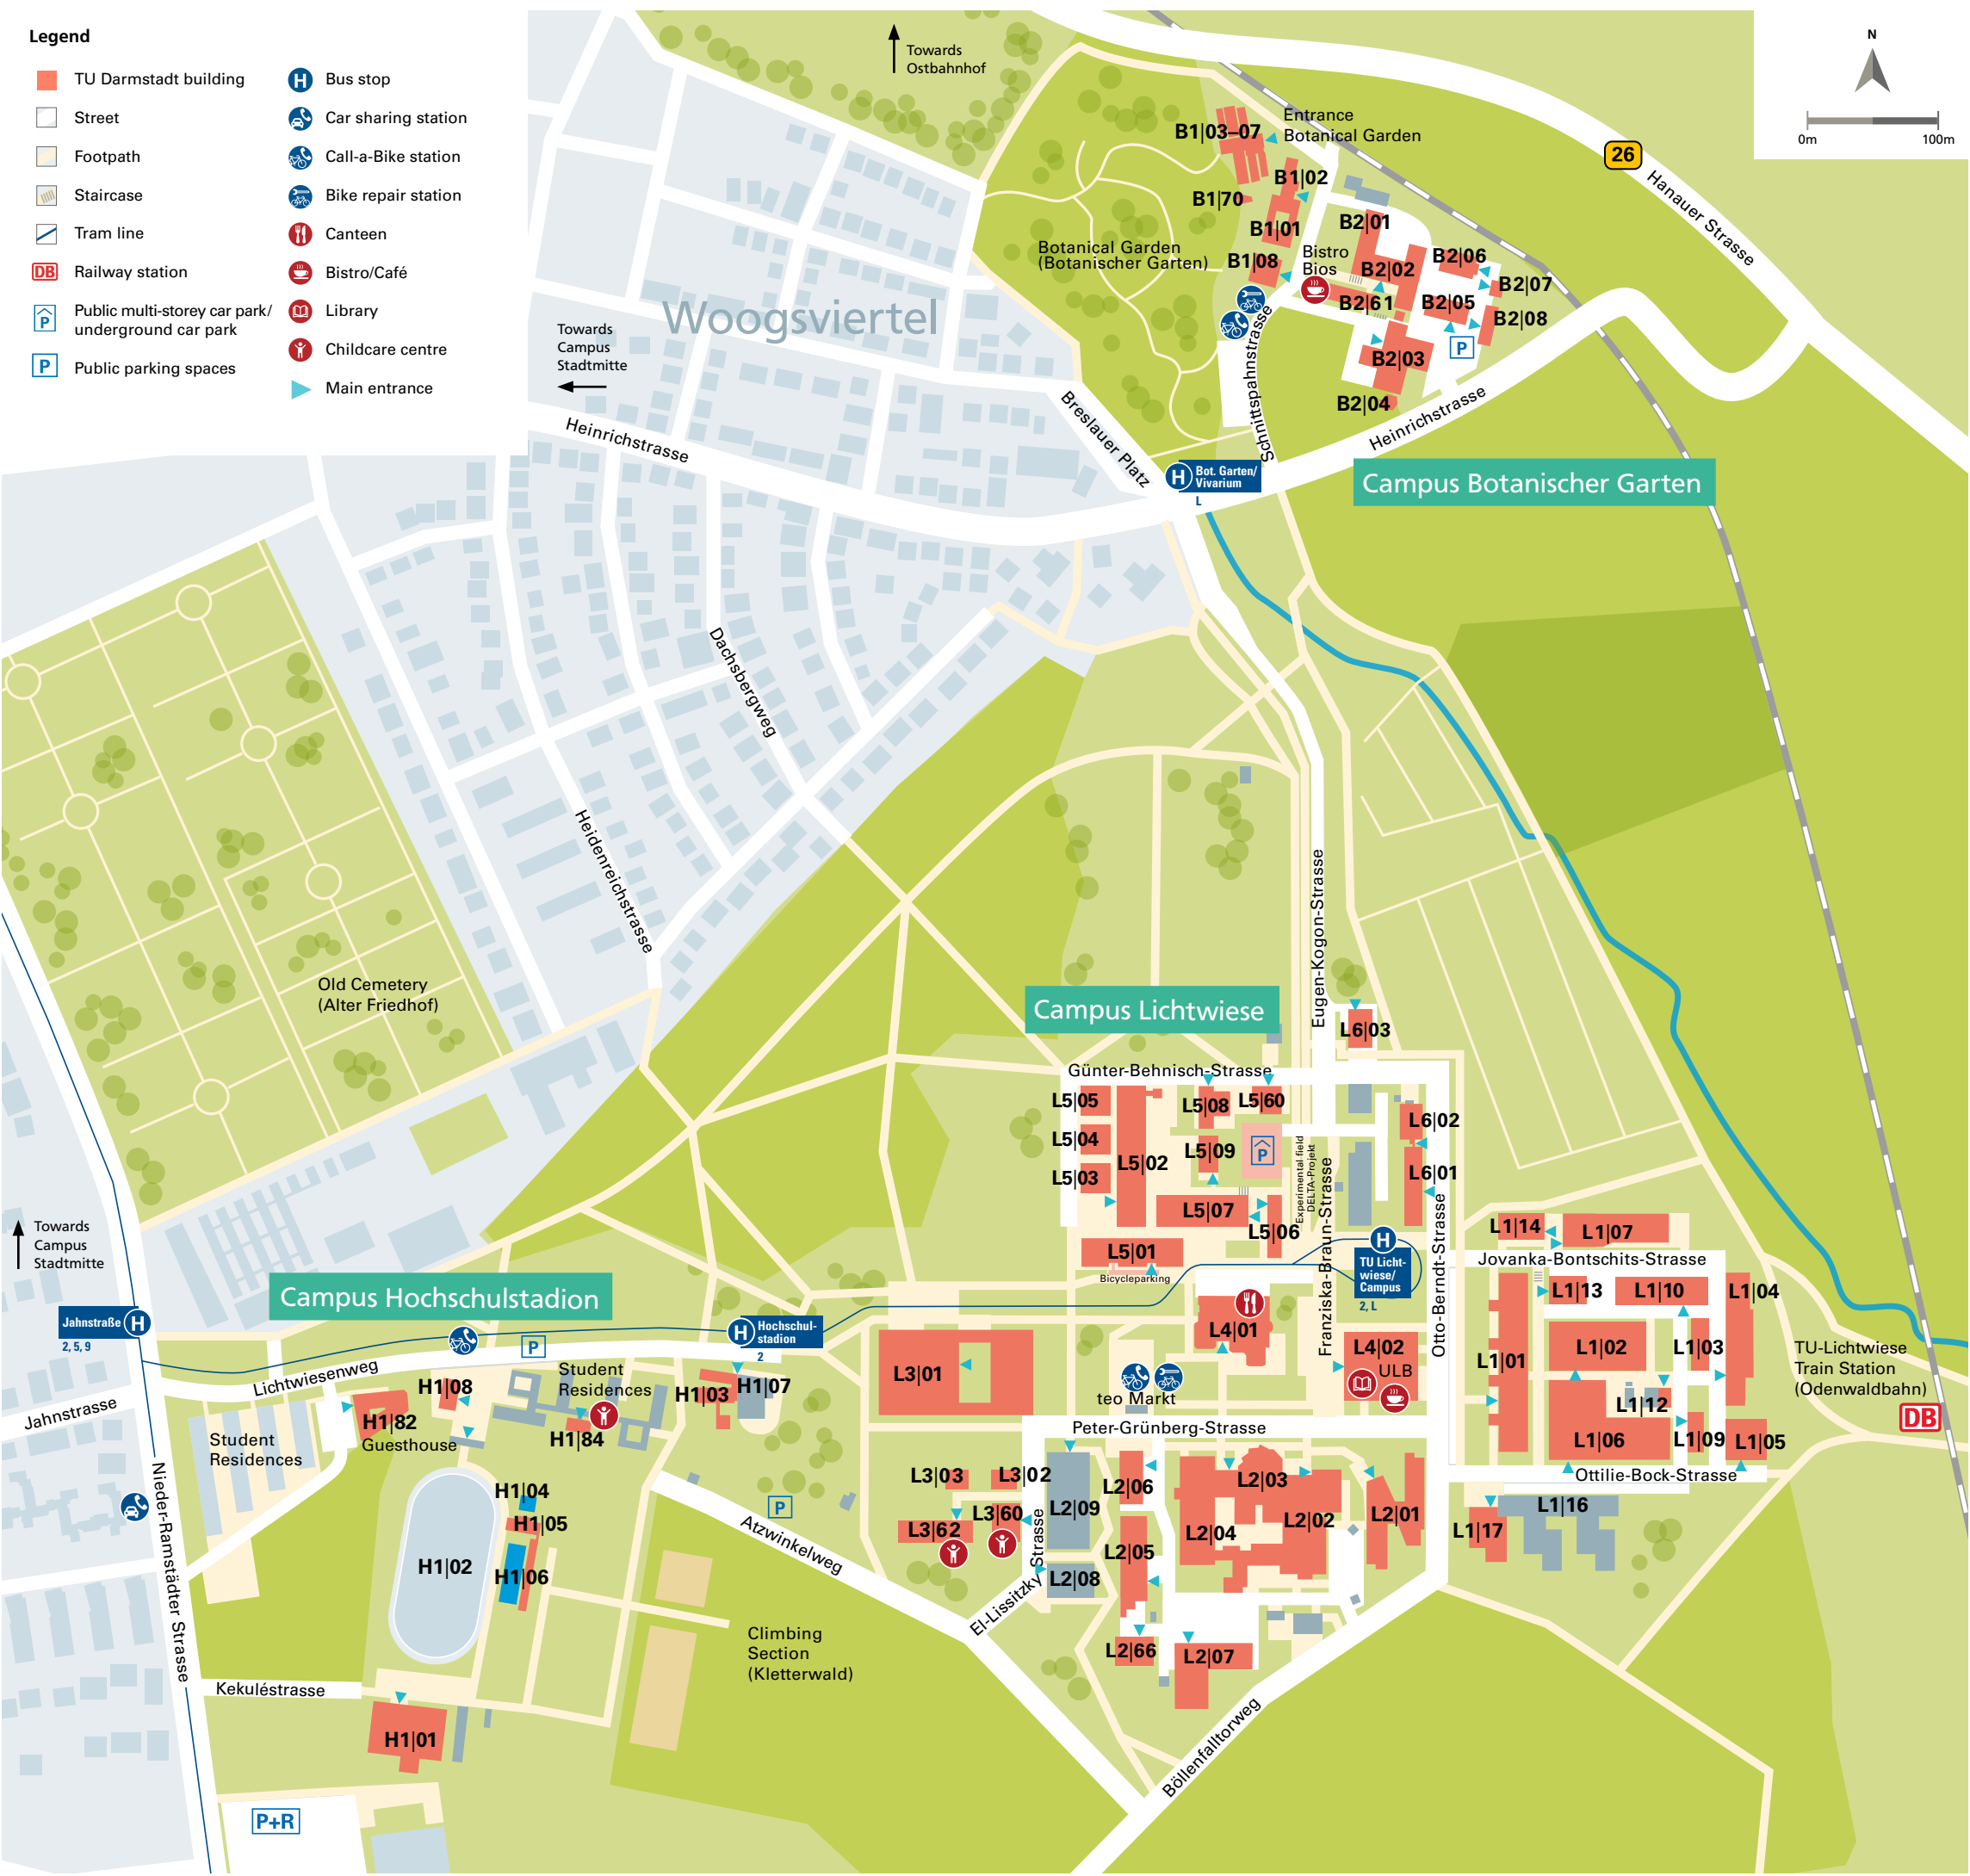 Legend
TU Darmstadt building
Street
Footpath
Staircase
Tram line
DB
Railway station
P
Public multi-storey car park/
underground car park
P
Public parking spaces
H
Bus stop
Car sharing station
Call-a-Bike station
Bike repair station
Canteen
Bistro/Café
Library
Childcare centre
Main entrance
Towards
Ostbahnhof
N
0m
100m
26
Hanauer Strasse
Entrance
Botanical Garden
B1|03–07
B1|02
B1|70
B1|01
B1|08
Botanical Garden
(Botanischer Garten)
Bistro
Bios
B2|01
B2|02
B2|06
B2|07
B2|61
B2|05
B2|08
P
B2|03
B2|04
Schnittspahnstrasse
Heinrichstrasse
Woogsviertel
Towards
Campus
Stadtmitte
Heinrichstrasse
Breslauer Platz
H
Bot. Garten/
Vivarium
L
Campus Botanischer Garten
Dachsbergweg
Heidenreichstrasse
Old Cemetery
(Alter Friedhof)
Eugen-Kogon-Strasse
Campus Lichtwiese
L6|03
Günter-Behnisch-Strasse
L5|05
L5|08
L5|60
L5|04
L5|09
P
L5|02
L5|03
L5|07
L5|06
L5|01
Bicycleparking
Experimental field
DELTA-Projekt
Franziska-Braun-Strasse
L6|02
L6|01
Otto-Berndt-Strasse
H
TU Licht-
wiese/
Campus
2, L
L1|14
L1|07
Jovanka-Bontschits-Strasse
L1|13
L1|10
L1|04
L1|02
L1|03
L1|01
L1|12
L1|06
L1|09
L1|05
Ottilie-Bock-Strasse
L1|16
L1|17
TU-Lichtwiese
Train Station
(Odenwaldbahn)
DB
Towards
Campus
Stadtmitte
Campus Hochschulstadion
Jahnstraße
H
2, 5, 9
P
H
Hochschul-
stadion
2
Lichtwiesenweg
Jahnstrasse
Student
Residences
H1|08
H1|82
Guesthouse
Student
Residences
H1|84
H1|03
H1|07
L3|01
L4|01
L4|02
ULB
teo Markt
Peter-Grünberg-Strasse
H1|04
H1|05
H1|02
H1|06
Nieder-Ramstädter Strasse
P
Atzwinkelweg
L3|03
L3|02
L3|60
L3|62
L2|09
L2|08
El-Lissitzky-Strasse
L2|06
L2|03
L2|04
L2|02
L2|01
L2|05
L2|66
L2|07
Climbing
Section
(Kletterwald)
Kekuléstrasse
H1|01
Böllenfalltorweg
P+R